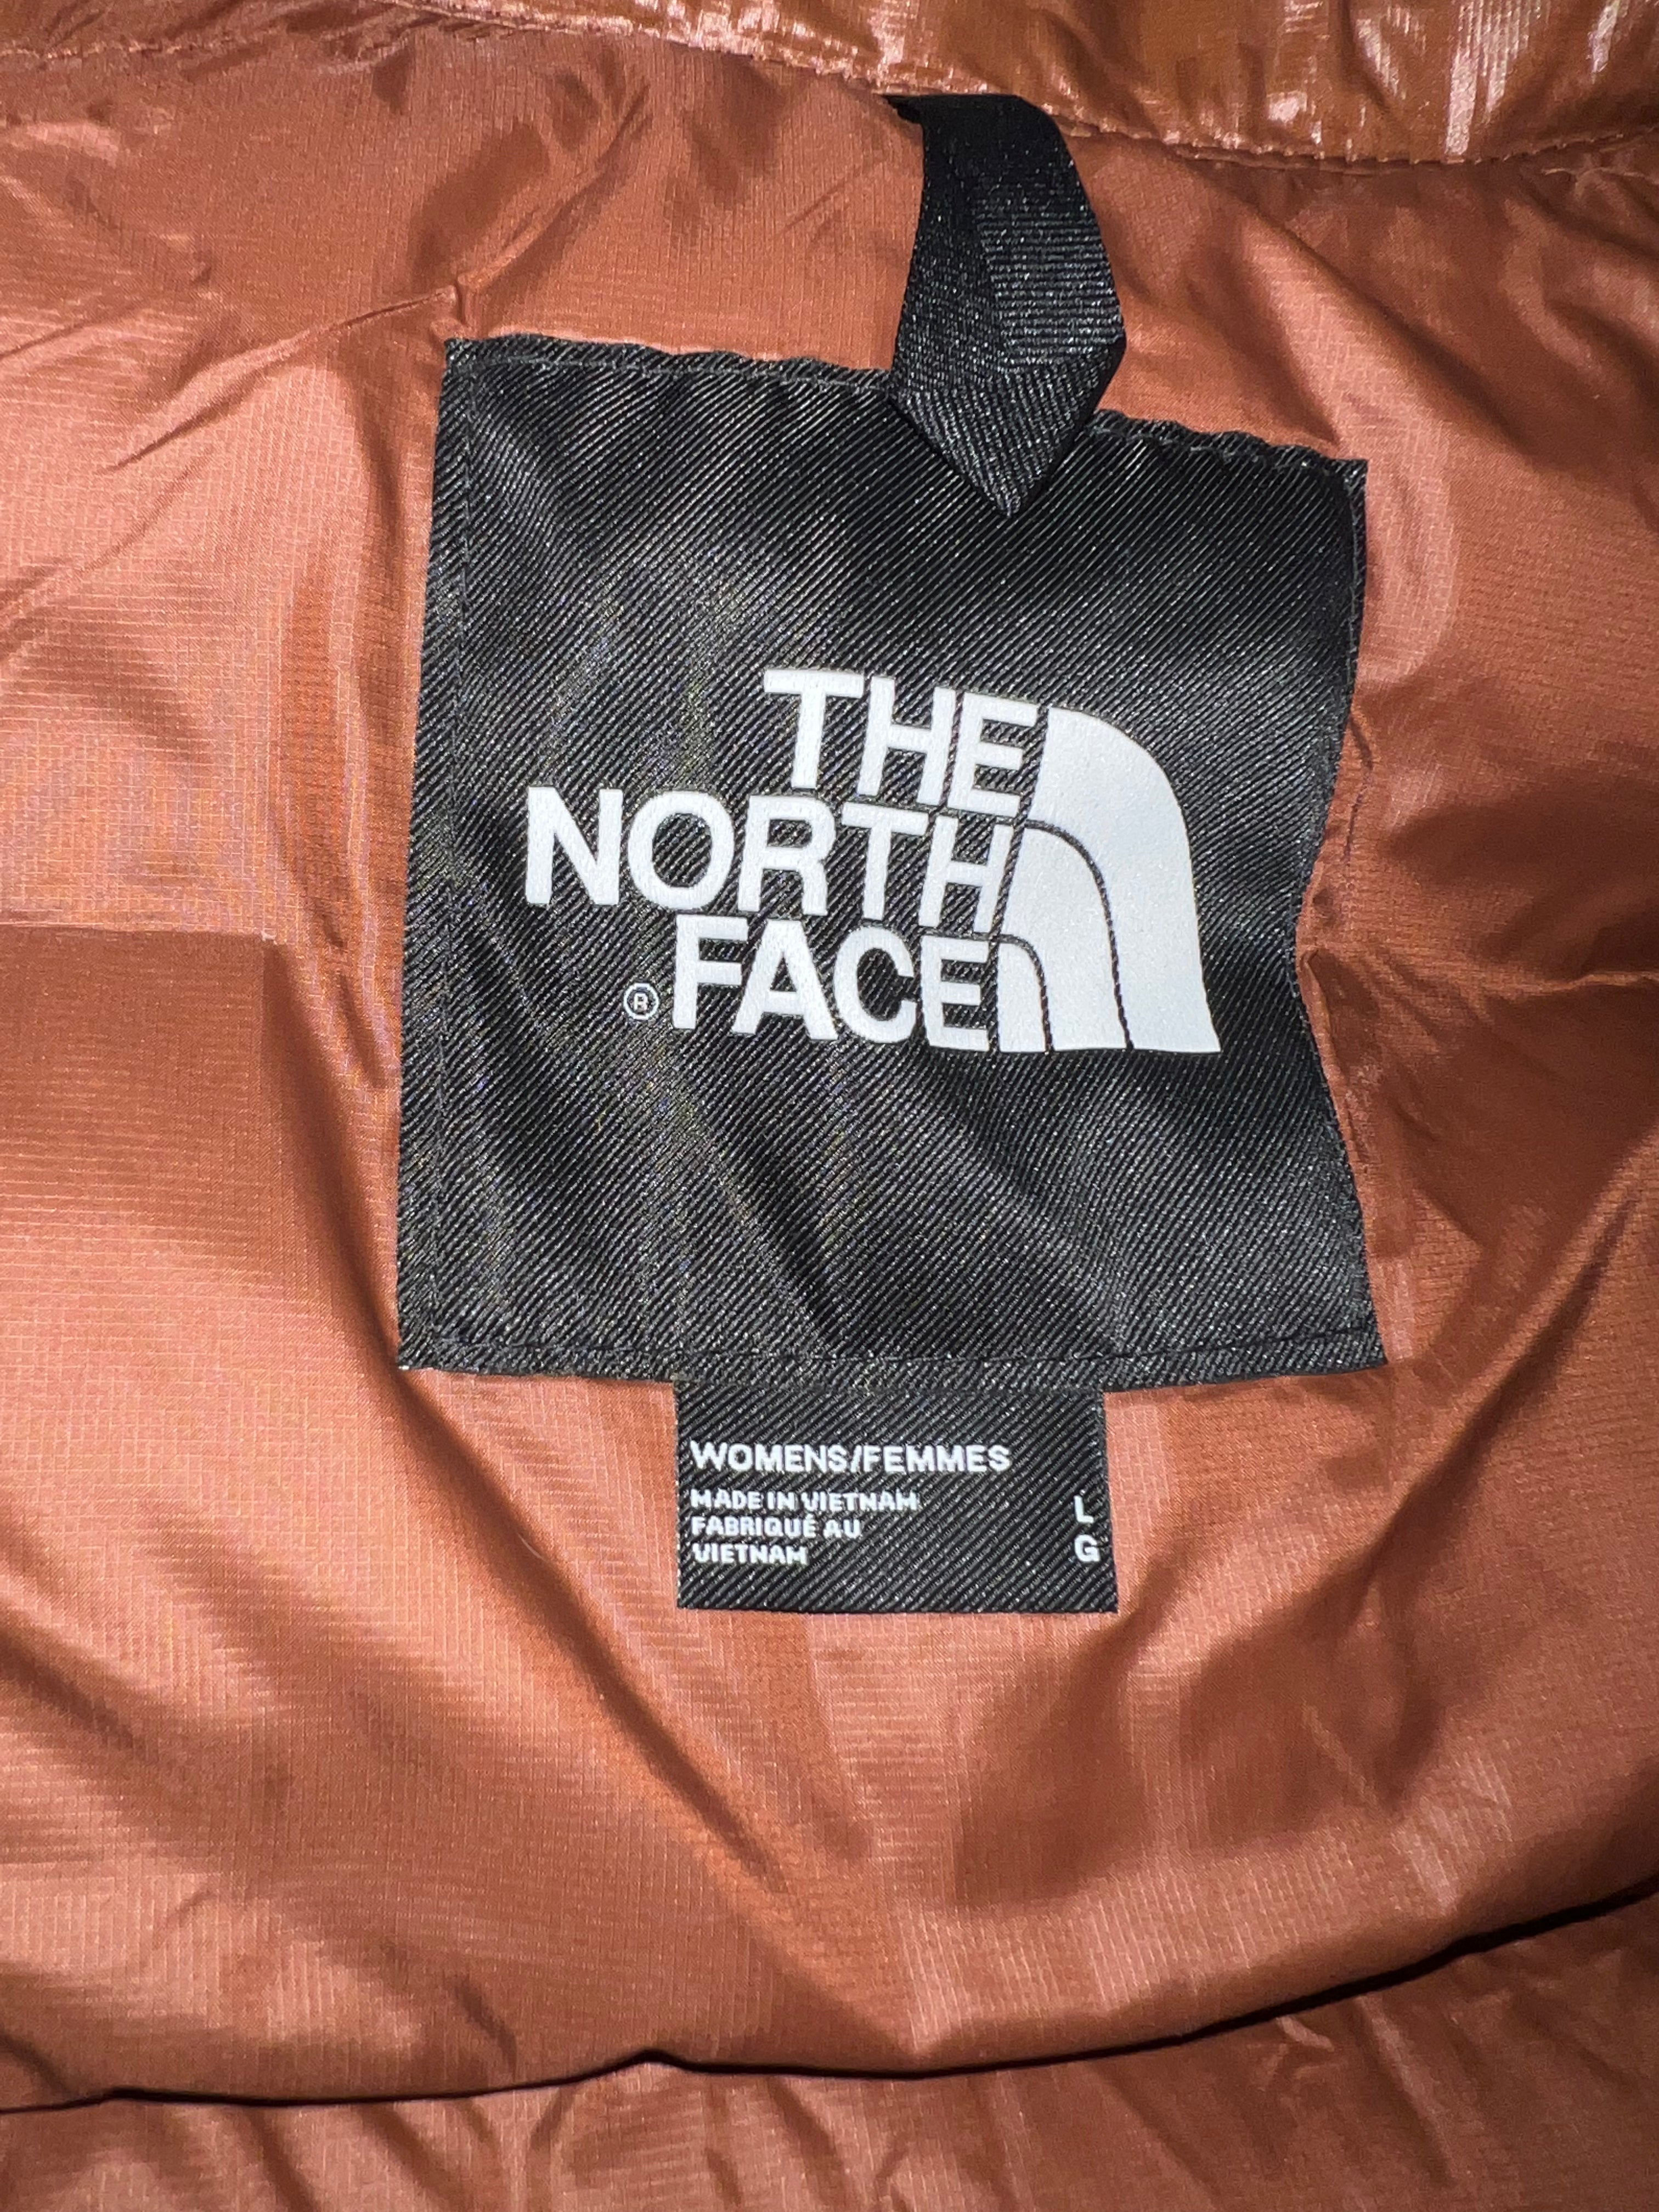 THE
NORTH
FACE
®
WOMENS/FEMMES
MADE IN VIETNAM
FABRIQUÉ AU
VIETNAM
L
G